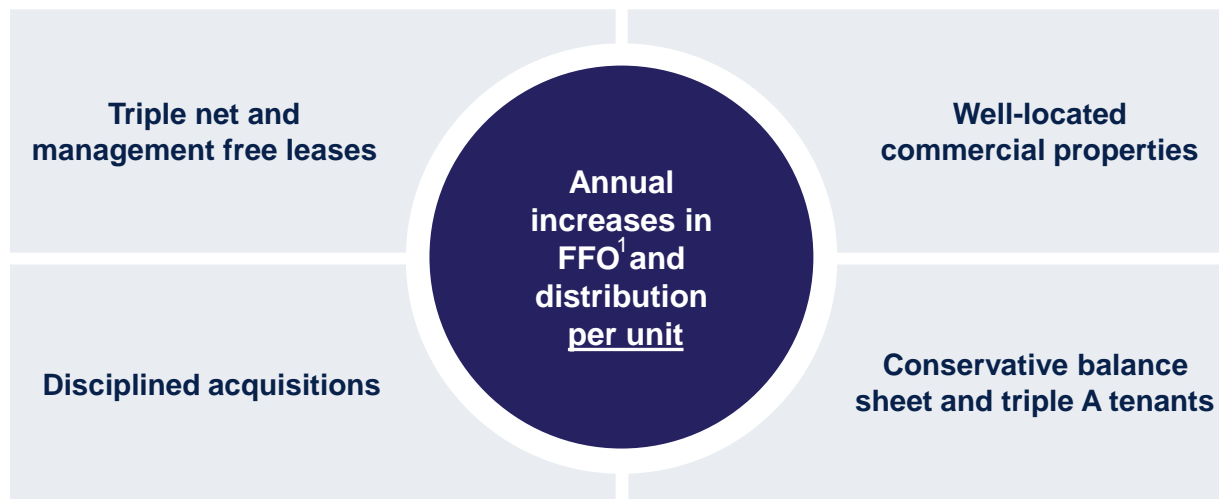 Triple net and
management free leases
Well-located
commercial properties
Annual
increases in
FFO¹ and
distribution
per unit
Disciplined acquisitions
Conservative balance
sheet and triple A tenants